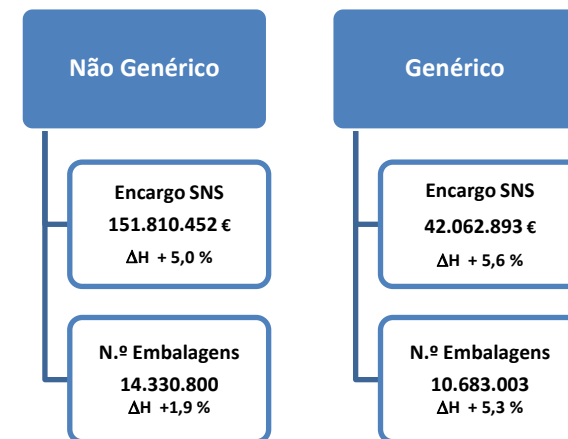 Não Genérico
Encargo SNS
151.810.452 €
ΔH + 5,0 %
N.º Embalagens
14.330.800
ΔH +1,9 %
Genérico
Encargo SNS
42.062.893 €
ΔH + 5,6 %
N.º Embalagens
10.683.003
ΔH + 5,3 %